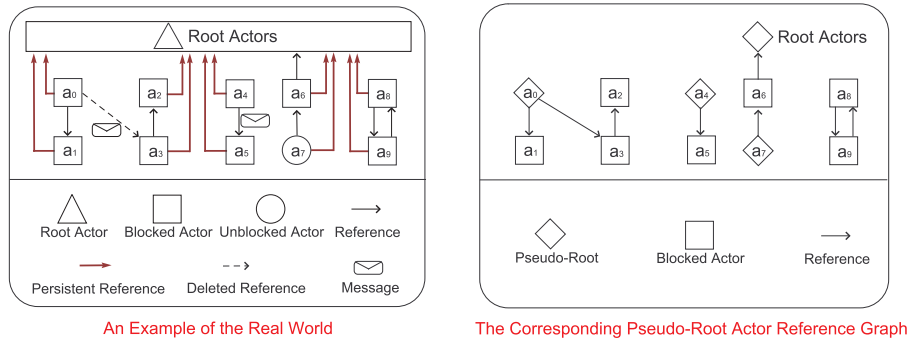 Root Actors
a0 a2 a4 a6 a8
a1 a3 a5 a7 a9
Root Actor Blocked Actor Unblocked Actor Reference
Persistent Reference Deleted Reference Message
An Example of the Real World
Root Actors
a0 a2 a4 a6 a8
a1 a3 a5 a7 a9
Pseudo-Root Blocked Actor Reference
The Corresponding Pseudo-Root Actor Reference Graph